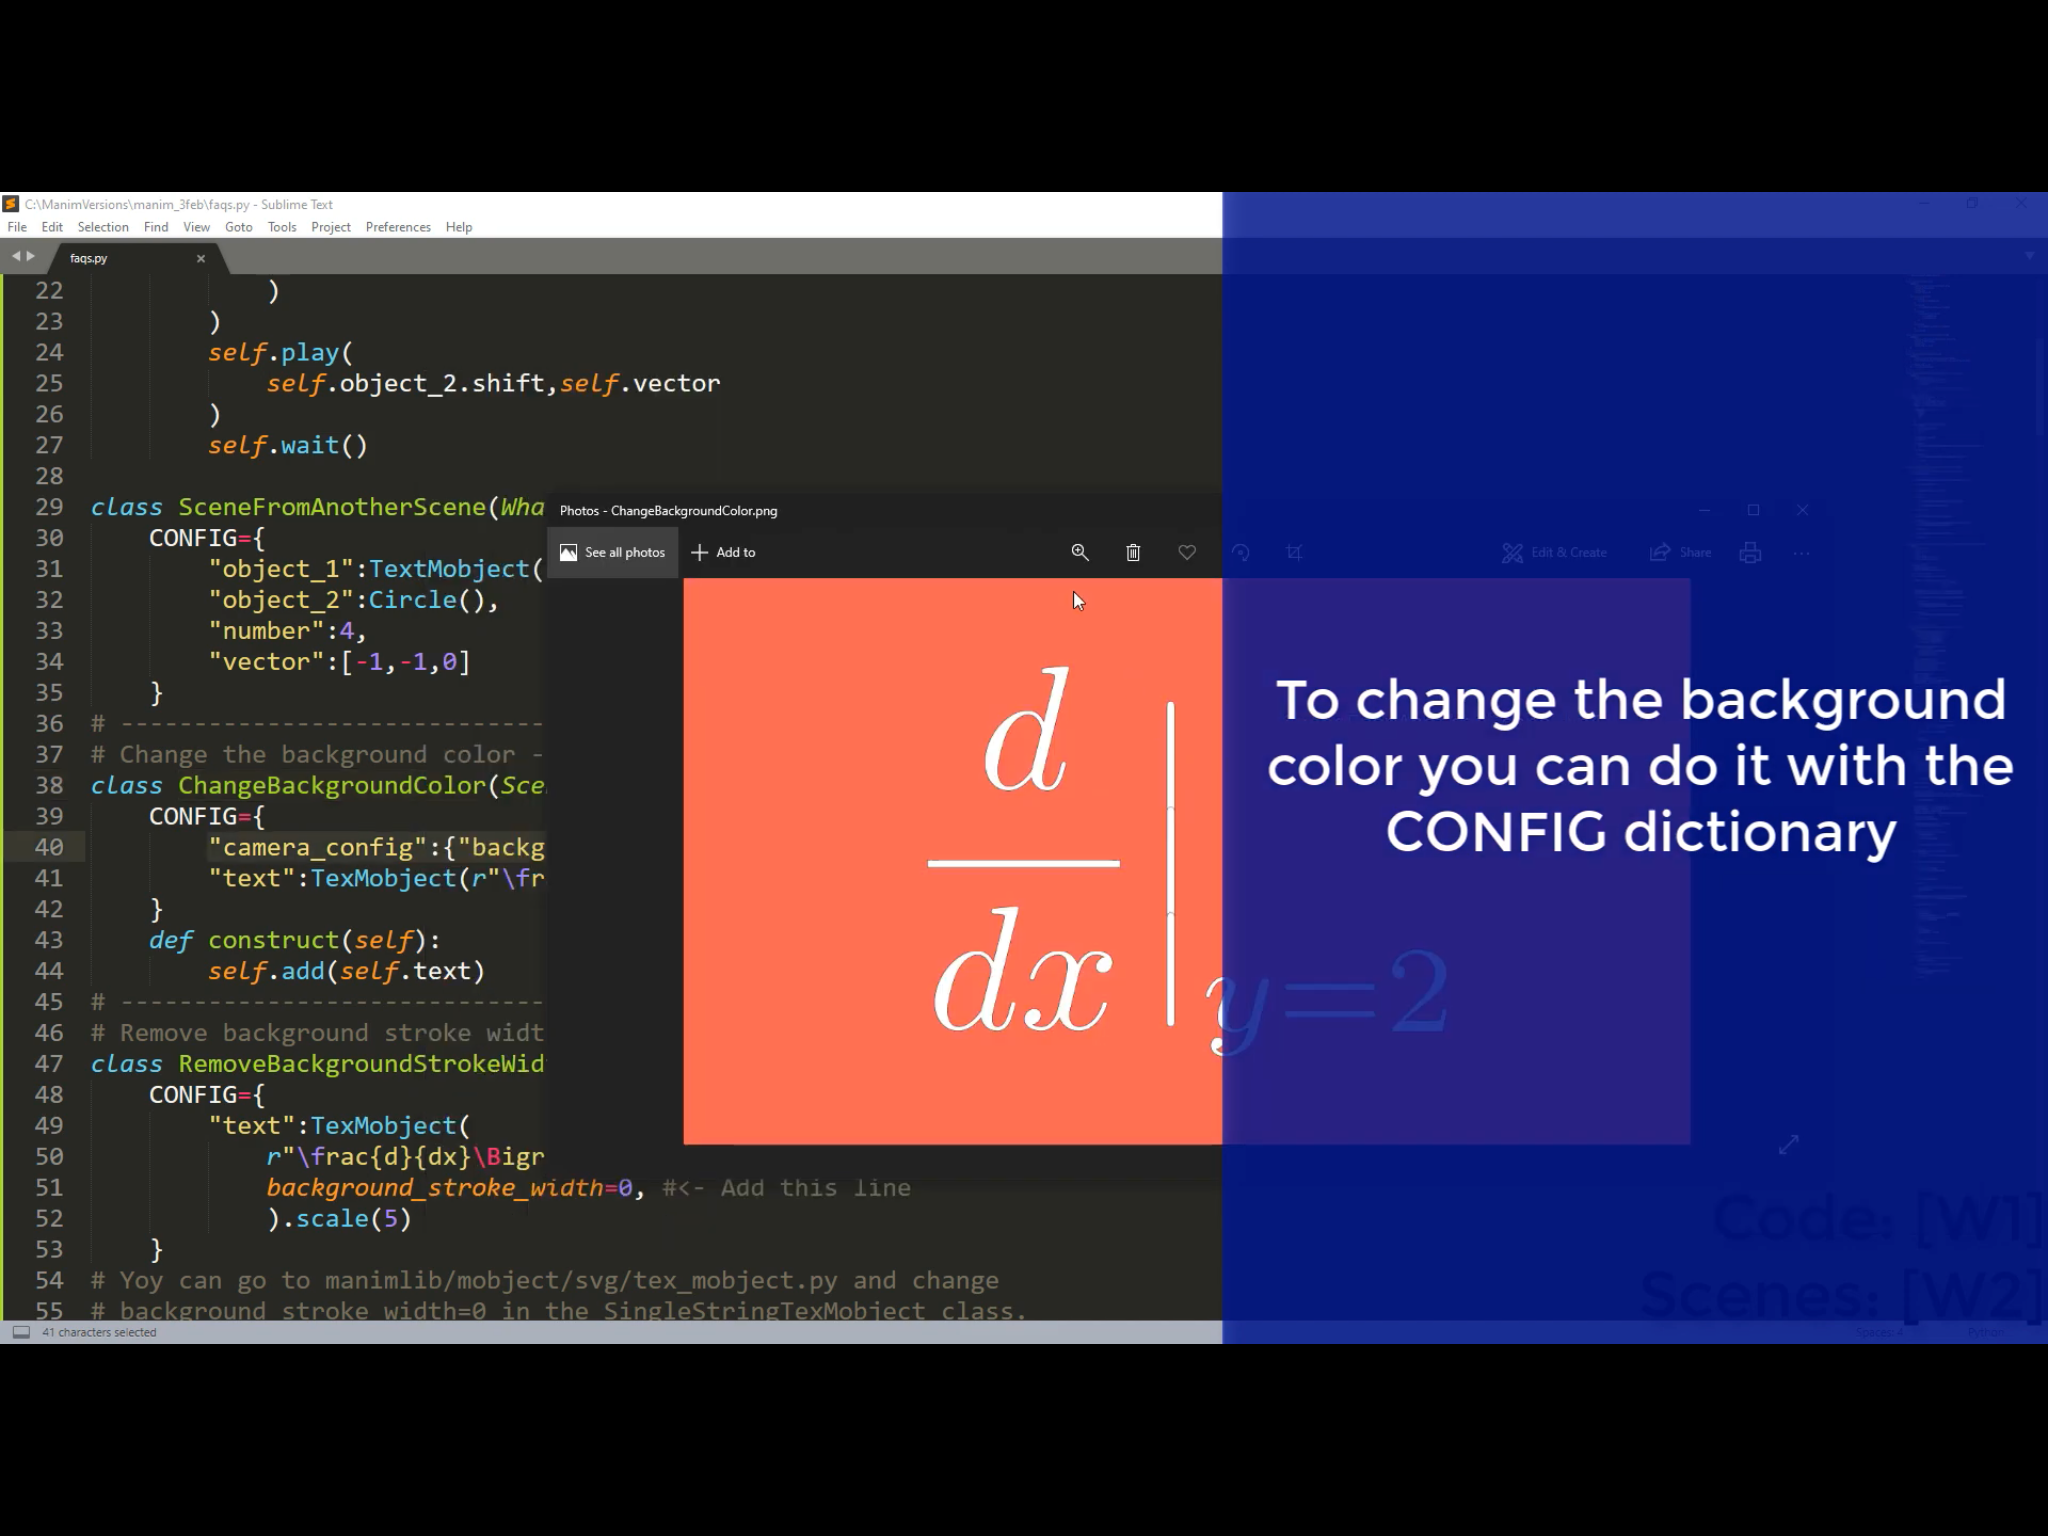 C:\ManimVersions\manim_3feb\faqs.py - Sublime Text
File Edit Selection Find View Goto Tools Project Preferences Help
faqs.py
22 )
23 )
24 self.play(
25 self.object_2.shift,self.vector
26 )
27 self.wait()
28
29 class SceneFromAnotherScene(Wha
30 CONFIG={
31 "object_1":TextMobject(
32 "object_2":Circle(),
33 "number":4,
34 "vector":[-1,-1,0]
35 }
36 # -----------------------------
37 # Change the background color -
38 class ChangeBackgroundColor(Sce
39 CONFIG={
40 "camera_config":{"backg
41 "text":TexMobject(r"\fr
42 }
43 def construct(self):
44 self.add(self.text)
45 # -----------------------------
46 # Remove background stroke widt
47 class RemoveBackgroundStrokeWid
48 CONFIG={
49 "text":TexMobject(
50 r"\frac{d}{dx}\Bigr
51 background_stroke_width=0, #<- Add this line
52 ).scale(5)
53 }
54 # Yoy can go to manimlib/mobject/svg/tex_mobject.py and change
55 # background_stroke_width=0 in the SingleStringTexMobject class.
41 characters selected
Spaces: 4 Python
Photos - ChangeBackgroundColor.png
See all photos Add to
Edit & Create Share
d
dx
y=2
To change the background
color you can do it with the
CONFIG dictionary
Code: [W1]
Scenes: [W2]